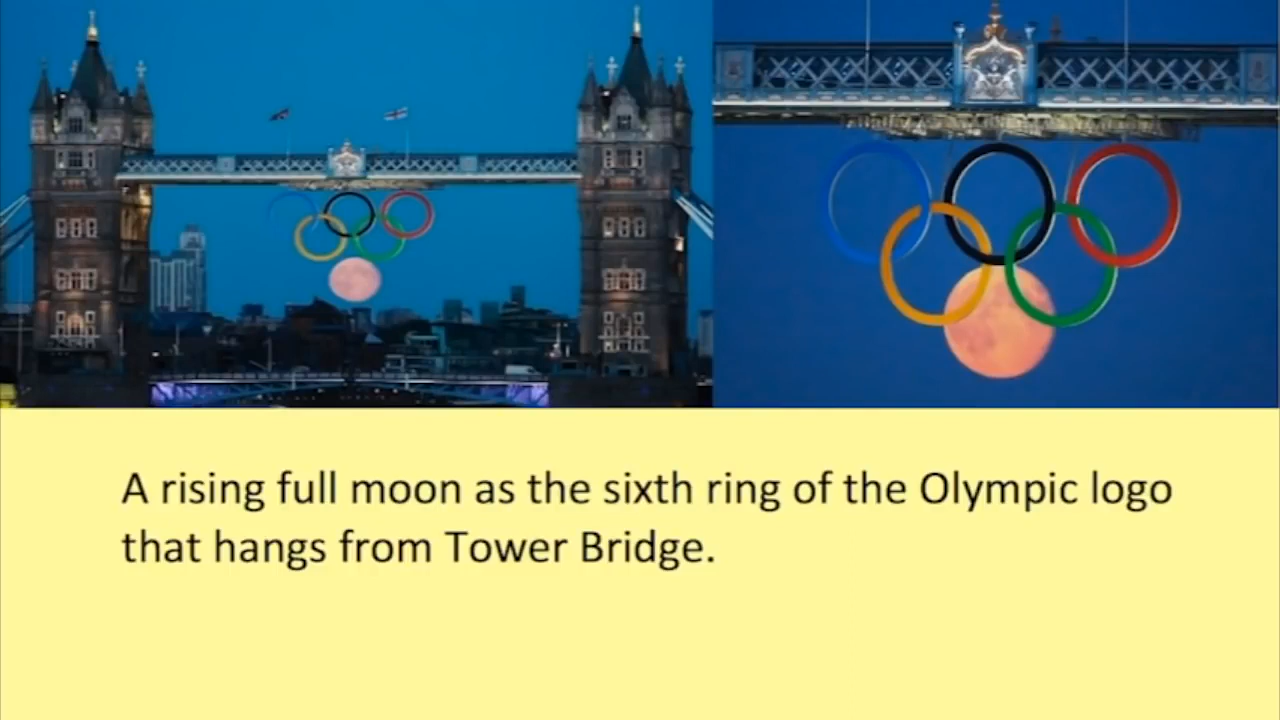 A rising full moon as the sixth ring of the Olympic logo
that hangs from Tower Bridge.